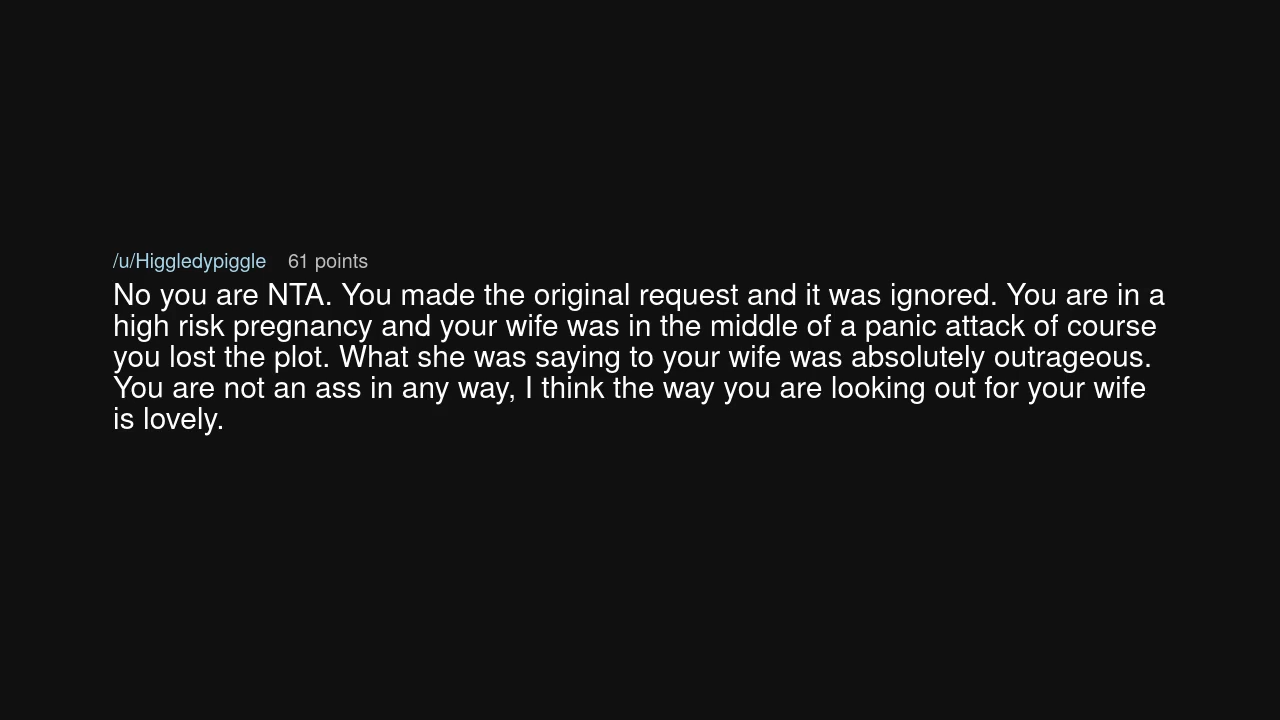 /u/Higgledypiggle 61 points
No you are NTA. You made the original request and it was ignored. You are in a
high risk pregnancy and your wife was in the middle of a panic attack of course
you lost the plot. What she was saying to your wife was absolutely outrageous.
You are not an ass in any way, I think the way you are looking out for your wife
is lovely.